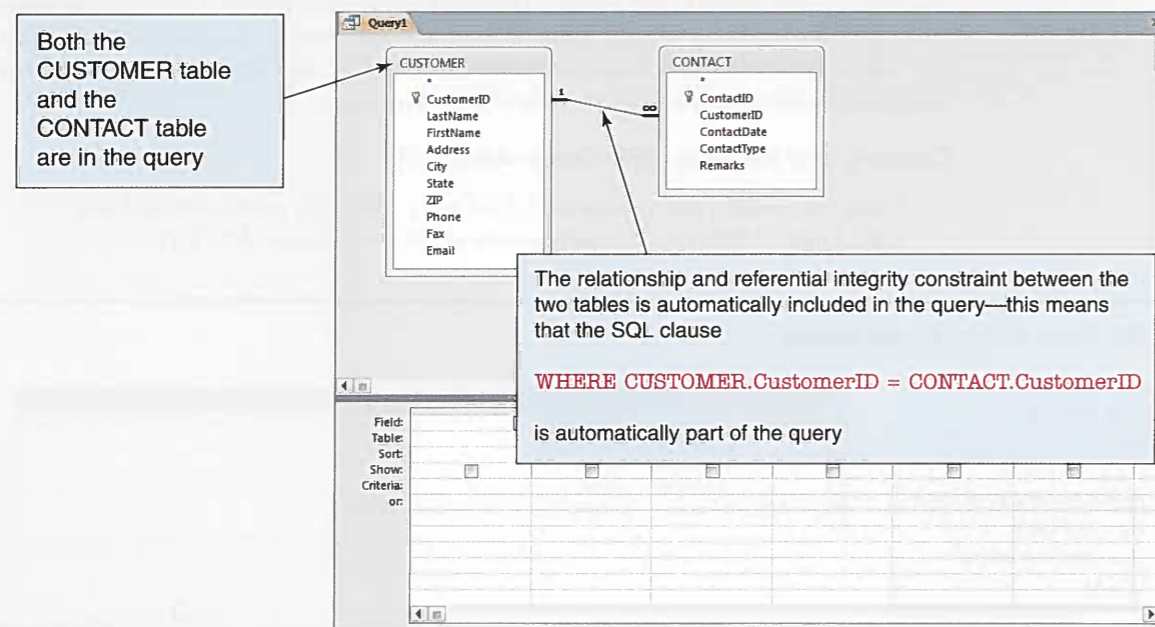 Both the
CUSTOMER table
and the
CONTACT table
are in the query
Query1
CUSTOMER
*
CustomerID
LastName
FirstName
Address
City
State
ZIP
Phone
Fax
Email
1
∞
CONTACT
*
ContactID
CustomerID
ContactDate
ContactType
Remarks
The relationship and referential integrity constraint between the
two tables is automatically included in the query—this means
that the SQL clause
WHERE CUSTOMER.CustomerID = CONTACT.CustomerID
is automatically part of the query
Field:
Table:
Sort:
Show:
Criteria:
or: